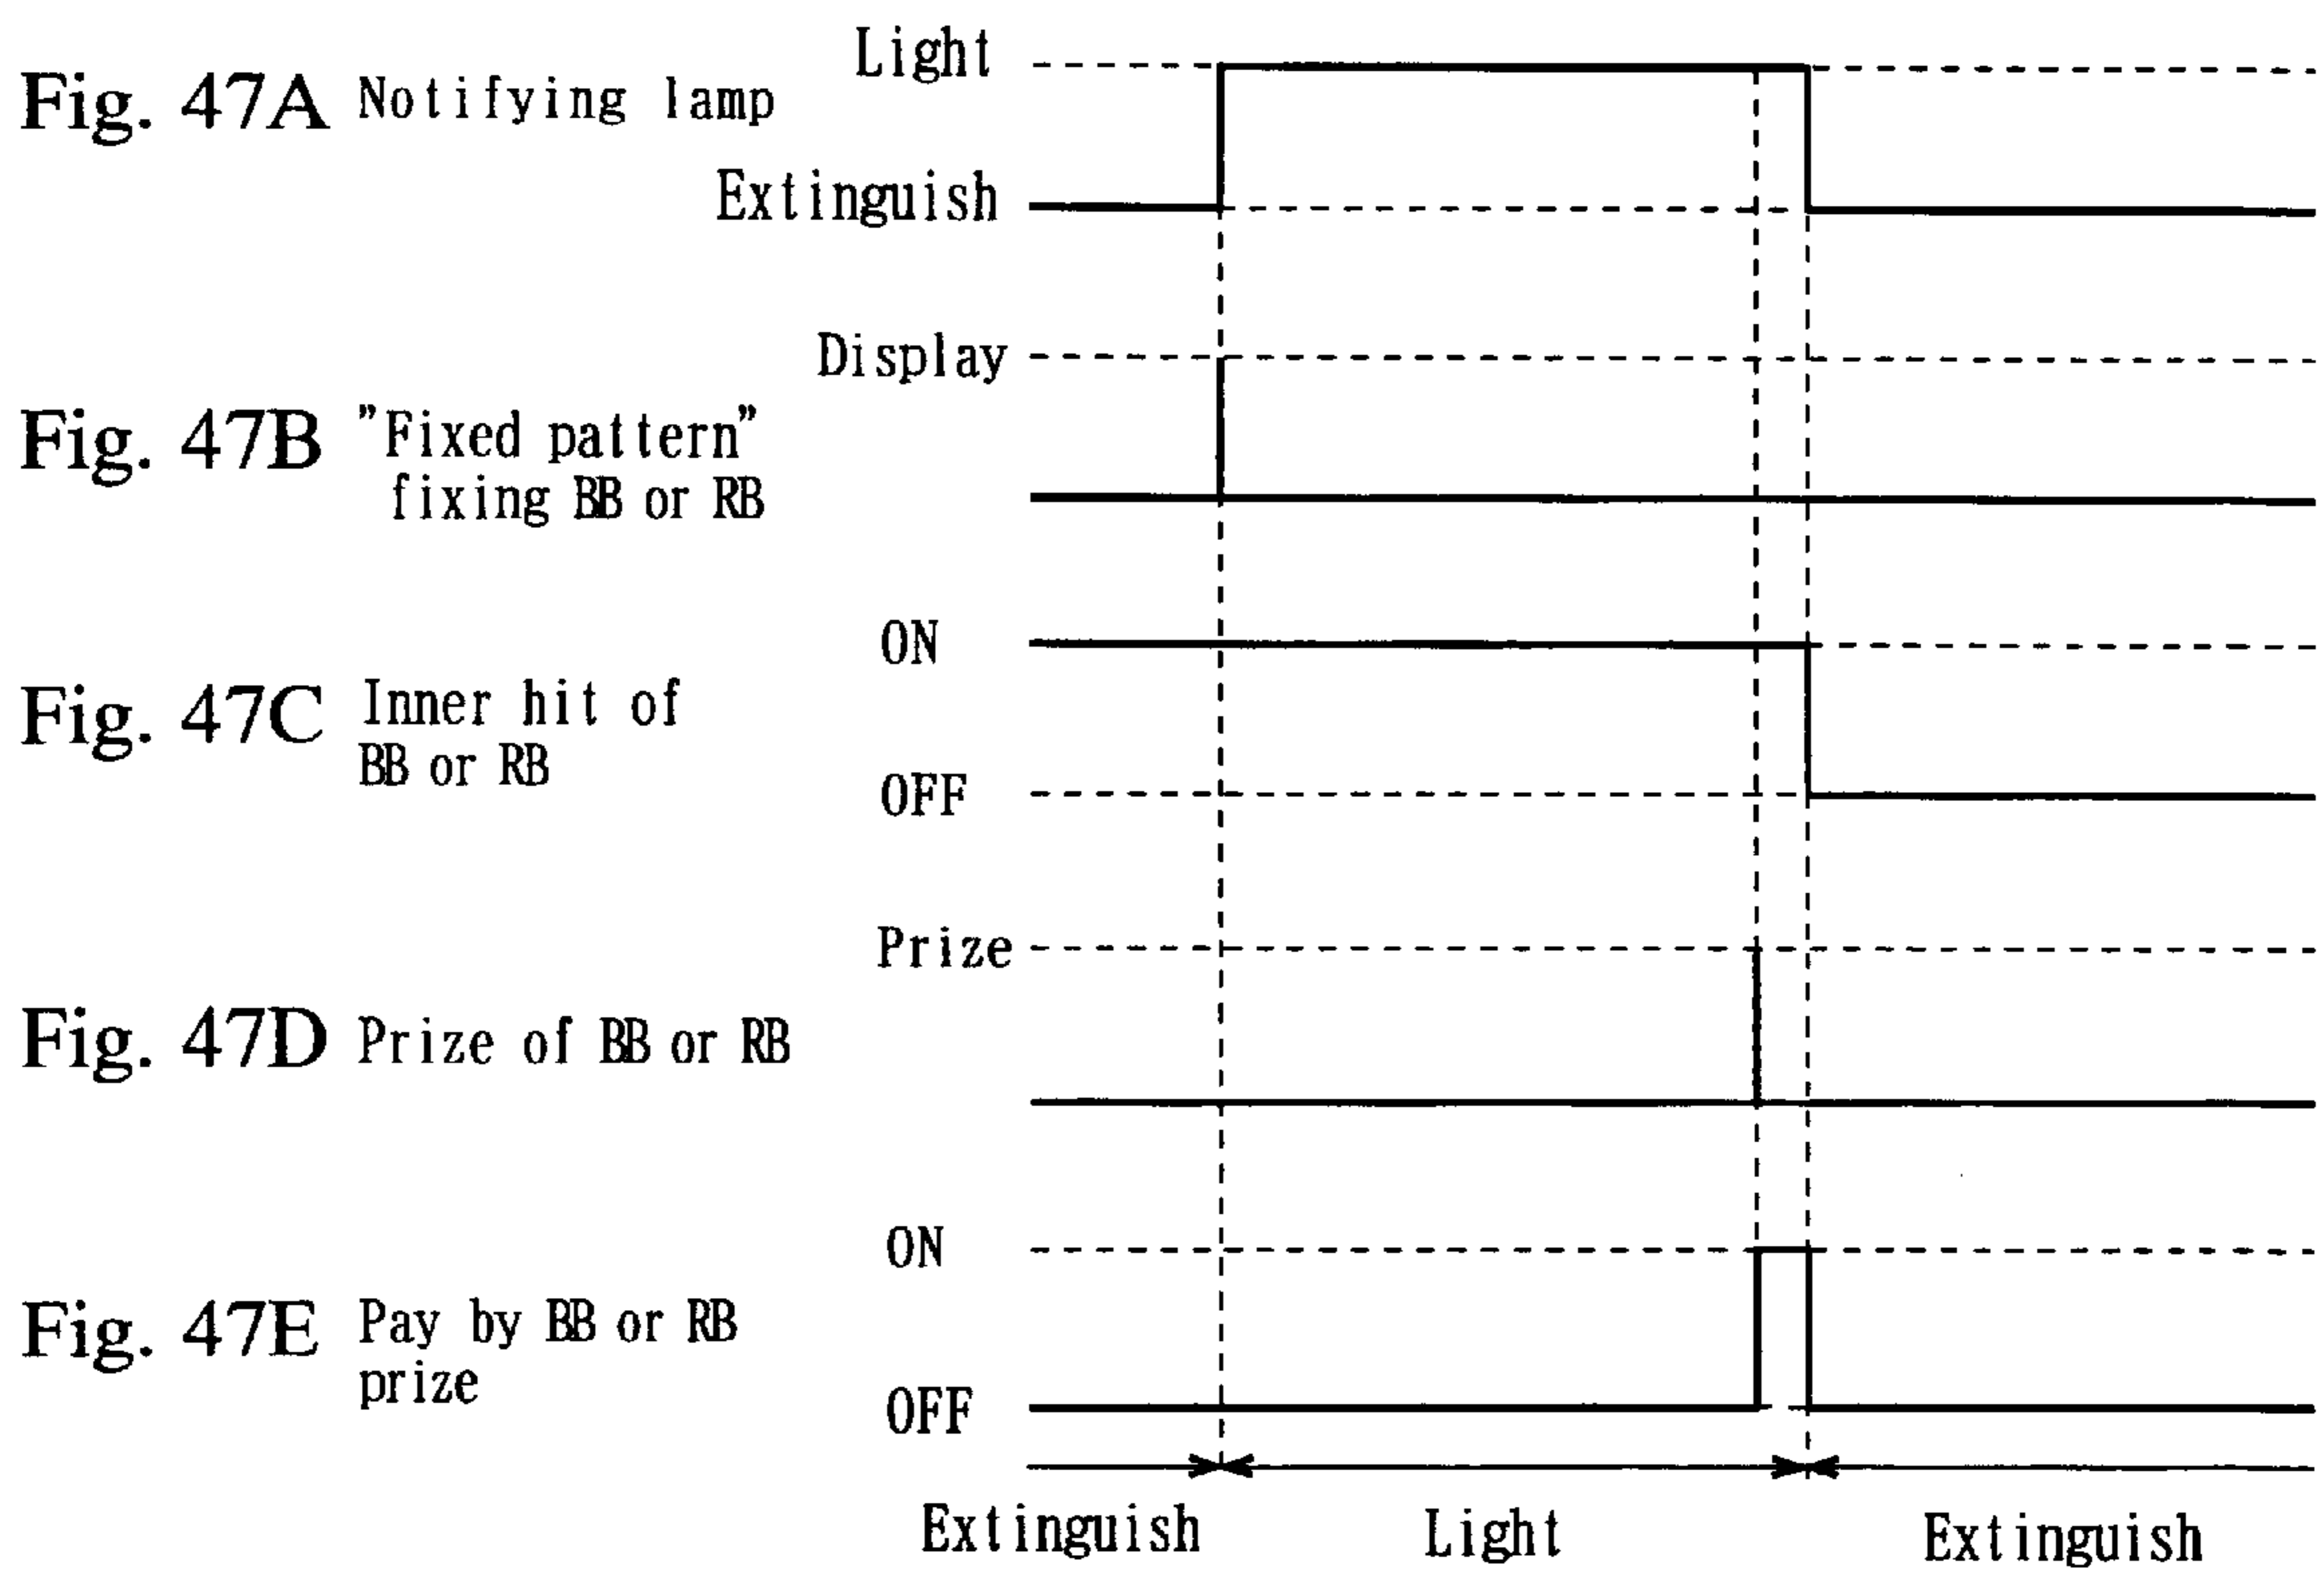 Light
Fig. 47A Notifying lamp
Extinguish
Display
Fig. 47B "Fixed pattern"
fixing BB or RB
ON
Fig. 47C Inner hit of
BB or RB
OFF
Prize
Fig. 47D Prize of BB or RB
ON
Fig. 47E Pay by BB or RB
prize
OFF
Extinguish Light Extinguish